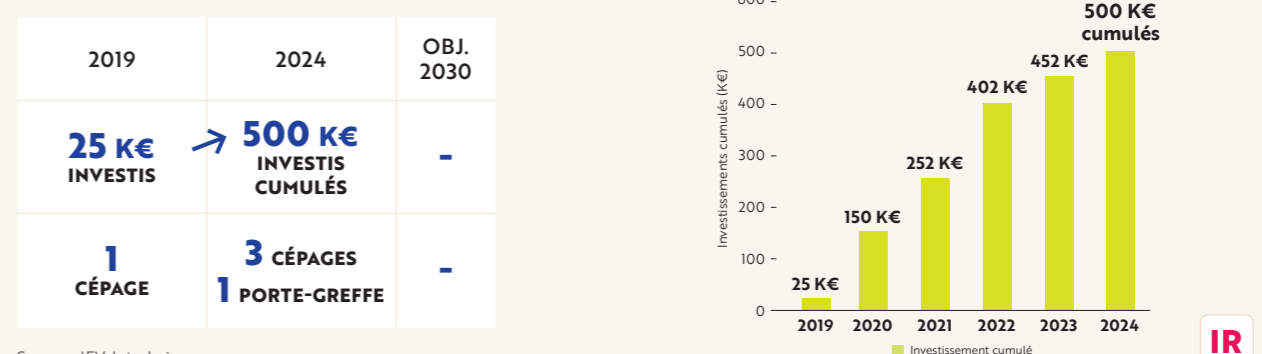 2019
2024
OBJ.
2030
25 K€
INVESTIS
500 K€
INVESTIS
CUMULÉS
-
1
CÉPAGE
3 CÉPAGES
1 PORTE-GREFFE
-
Investissements cumulés (K€)
500
400
300
200
100
0
25 K€
150 K€
252 K€
402 K€
452 K€
500 K€
cumulés
2019 2020 2021 2022 2023 2024
Investissement cumulé
IR